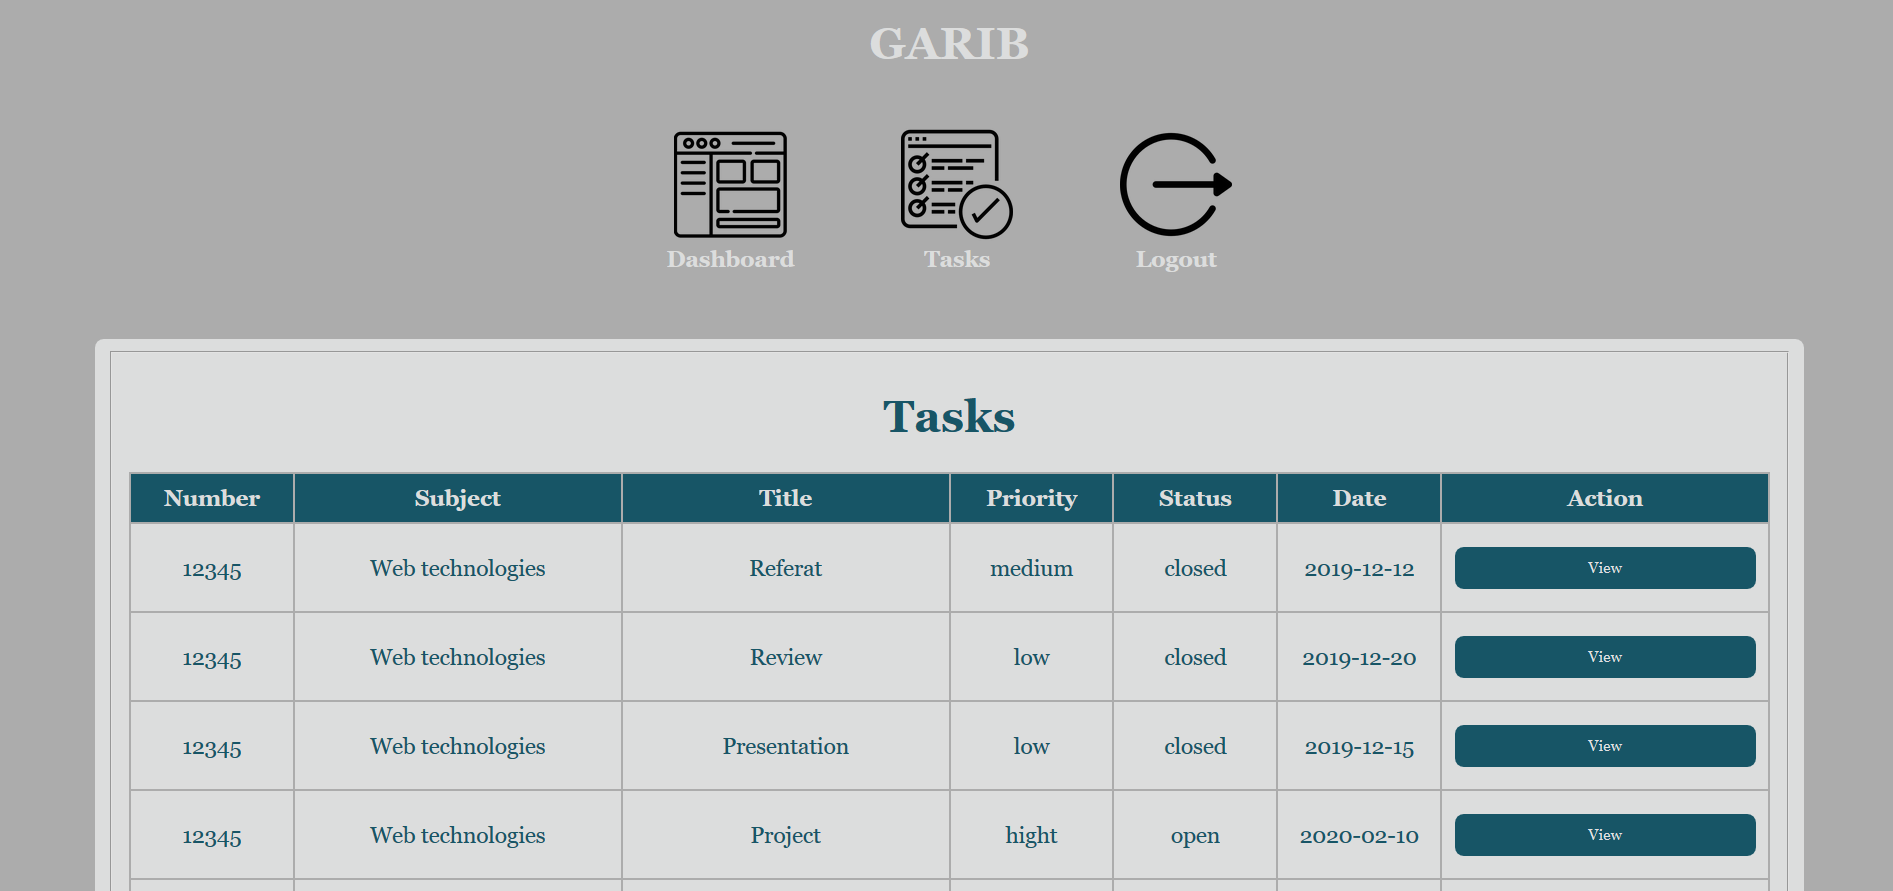 GARIB
Dashboard Tasks Logout
Tasks
Number Subject Title Priority Status Date Action
12345 Web technologies Referat medium closed 2019-12-12 View
12345 Web technologies Review low closed 2019-12-20 View
12345 Web technologies Presentation low closed 2019-12-15 View
12345 Web technologies Project hight open 2020-02-10 View